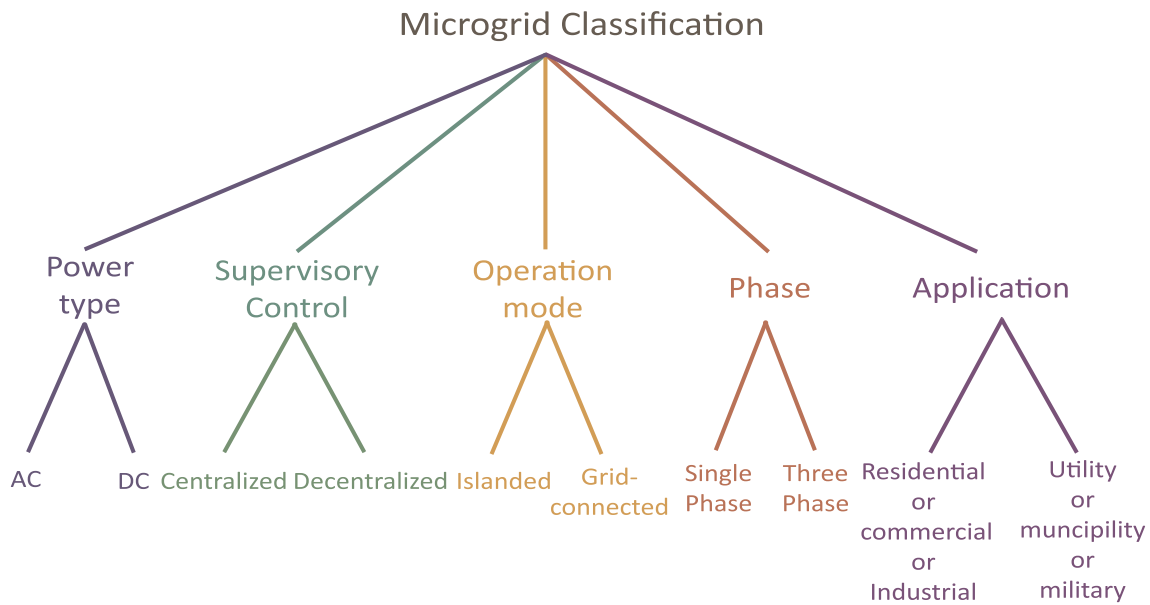 Microgrid Classification
Power
type
Supervisory
Control
Operation
mode
Phase
Application
AC
DC
Centralized
Decentralized
Islanded
Grid-
connected
Single
Phase
Three
Phase
Residential
or
commercial
or
Industrial
Utility
or
muncipility
or
military